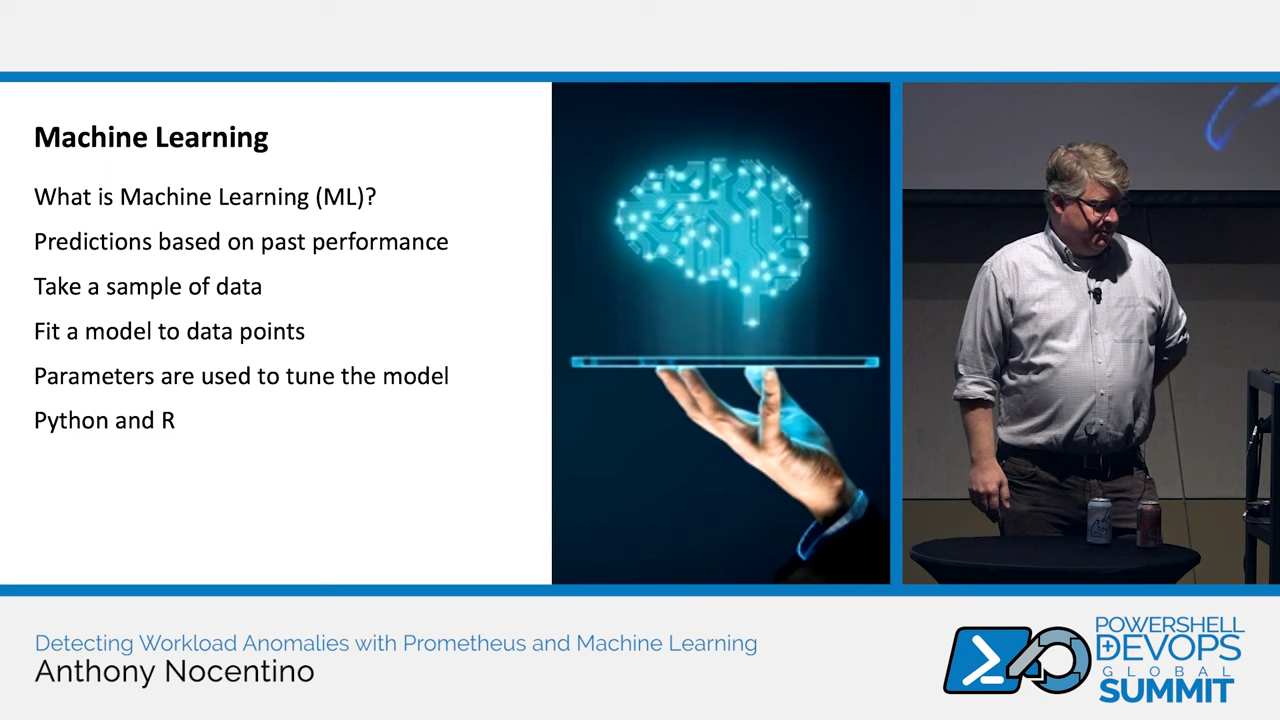 Machine Learning
What is Machine Learning (ML)?
Predictions based on past performance
Take a sample of data
Fit a model to data points
Parameters are used to tune the model
Python and R
Detecting Workload Anomalies with Prometheus and Machine Learning
Anthony Nocentino
POWERSHELL
DEVOPS
GLOBAL
SUMMIT